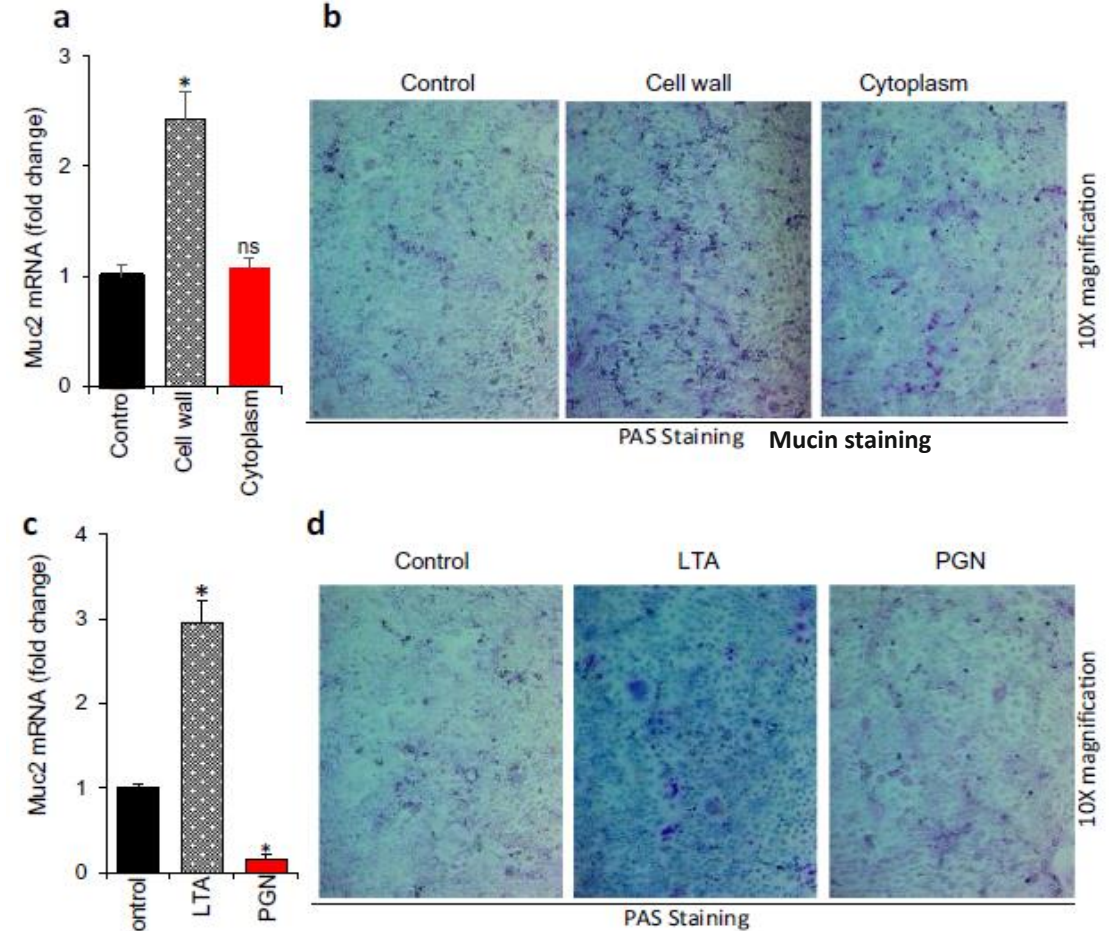 a
b
3
2
1
0
Muc2 mRNA (fold change)
*
ns
Contro
Cell wall
Cytoplasm
Control
Cell wall
Cytoplasm
10X magnification
PAS Staining
Mucin staining
c
d
4
3
2
1
0
Muc2 mRNA (fold change)
*
*
ontrol
LTA
PGN
Control
LTA
PGN
10X magnification
PAS Staining